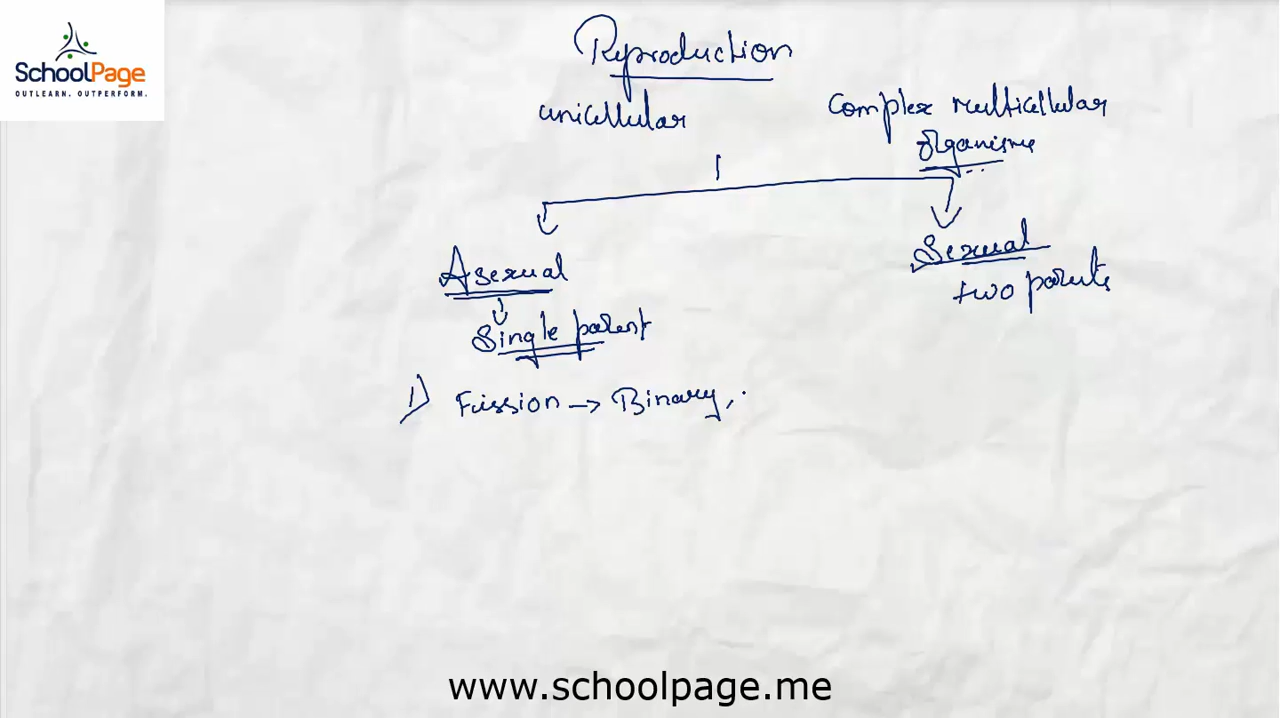 SchoolPage
OUTLEARN. OUTPERFORM.
Reproduction
unicellular
Complex multicellular
organisms
Asexual
Sexual
two parents
Single parent
1) Fission → Binary,
www.schoolpage.me